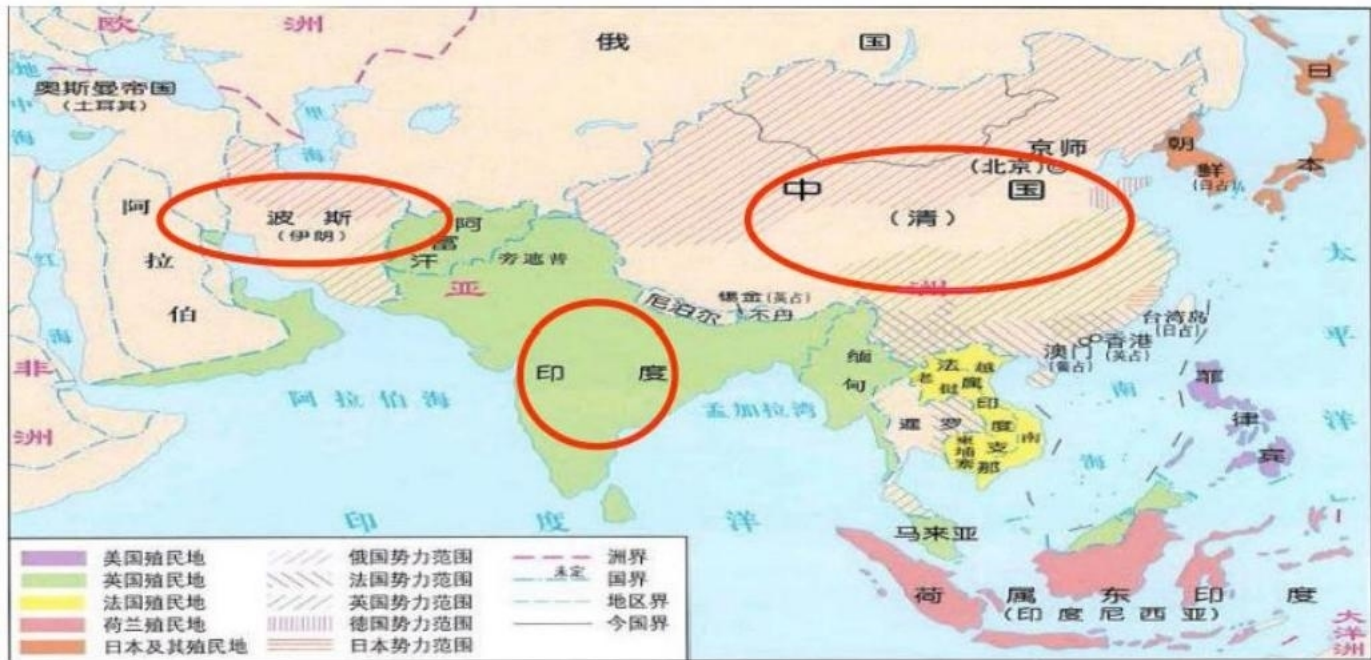 欧洲
俄国
地中海
奥斯曼帝国
(土耳其)
里海
日本
京师
(北京)
朝鲜
(日占)
中国
(清)
阿拉伯
波斯
(伊朗)
阿富汗
旁遮普
红海
亚洲
尼泊尔
锡金(英占)
不丹
台湾岛
(日占)
香港
(英占)
澳门
(葡占)
太平洋
非洲
印度
缅甸
阿拉伯海
孟加拉湾
法属印度支那
越南
老挝
柬埔寨
暹罗
南海
菲律宾
印度洋
马来亚
荷属东印度
(印度尼西亚)
大洋洲
美国殖民地
英国殖民地
法国殖民地
荷兰殖民地
日本及其殖民地
俄国势力范围
法国势力范围
英国势力范围
德国势力范围
日本势力范围
洲界
未定
国界
地区界
今国界